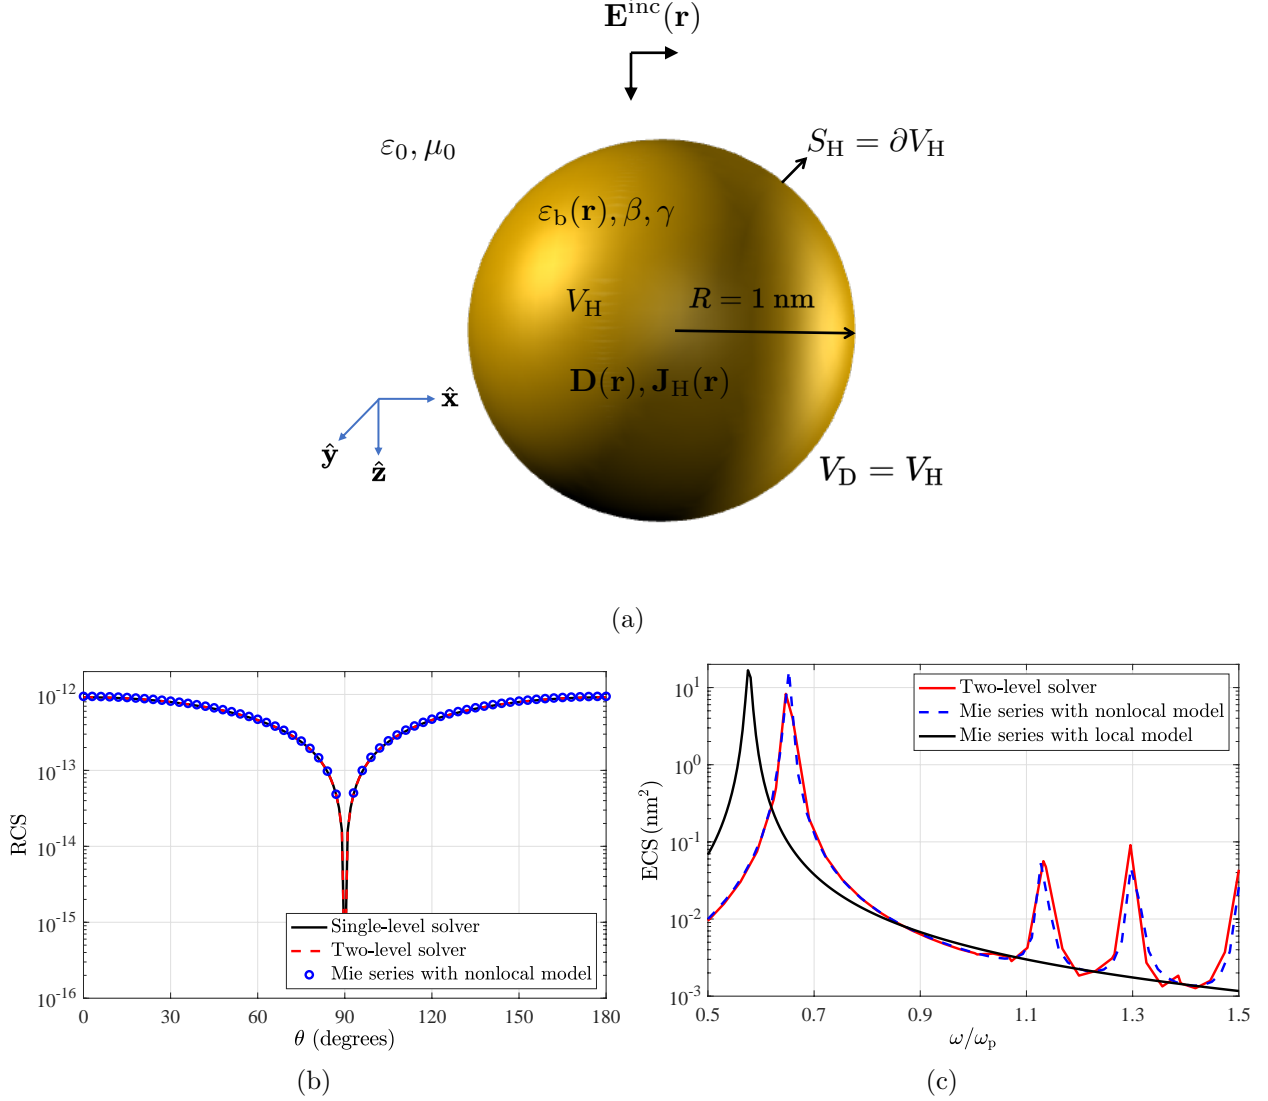 E^inc(r)
ε_0, μ_0
S_H = ∂V_H
ε_b(r), β, γ
V_H
R = 1 nm
D(r), J_H(r)
x̂
ŷ
ẑ
V_D = V_H
(a)
RCS
10^-12
10^-13
10^-14
10^-15
10^-16
Single-level solver
Two-level solver
Mie series with nonlocal model
0
30
60
90
120
150
180
θ (degrees)
(b)
ECS (nm^2)
10^1
10^0
10^-1
10^-2
10^-3
Two-level solver
Mie series with nonlocal model
Mie series with local model
0.5
0.7
0.9
1.1
1.3
1.5
ω/ω_p
(c)